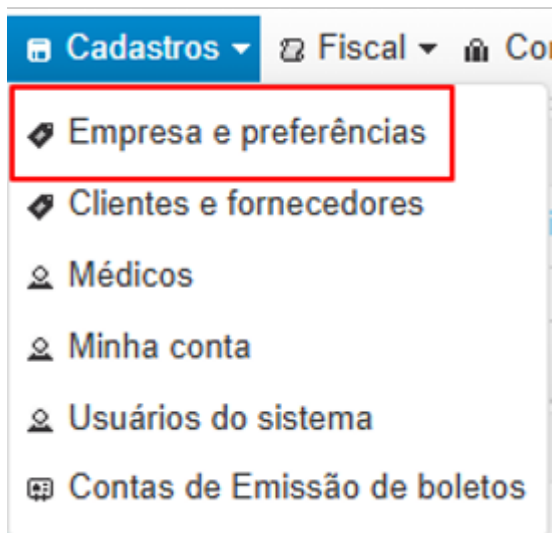 Cadastros Fiscal
Empresa e preferências
Clientes e fornecedores
Médicos
Minha conta
Usuários do sistema
Contas de Emissão de boletos